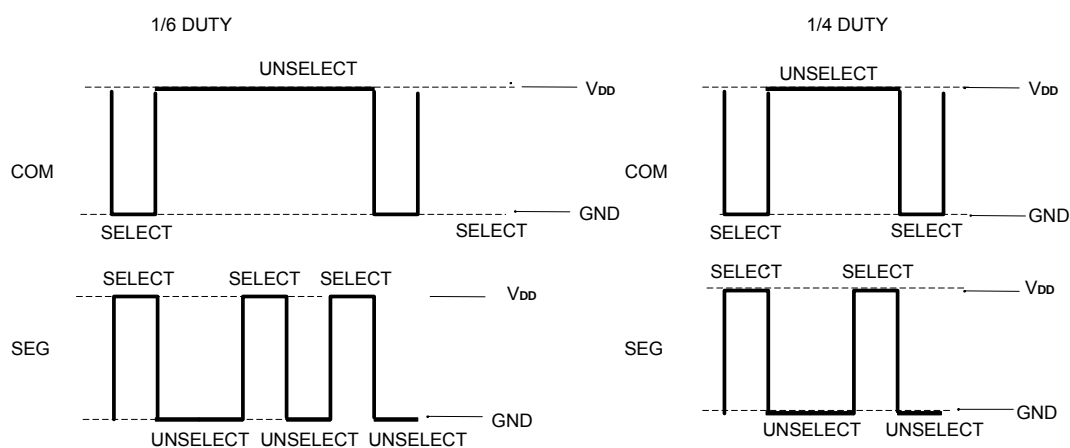 1/6 DUTY
UNSELECT
VDD
COM
GND
SELECT SELECT
SELECT SELECT SELECT
VDD
SEG
GND
UNSELECT UNSELECT UNSELECT
1/4 DUTY
UNSELECT
VDD
COM
GND
SELECT SELECT
SELECT SELECT
VDD
SEG
GND
UNSELECT UNSELECT